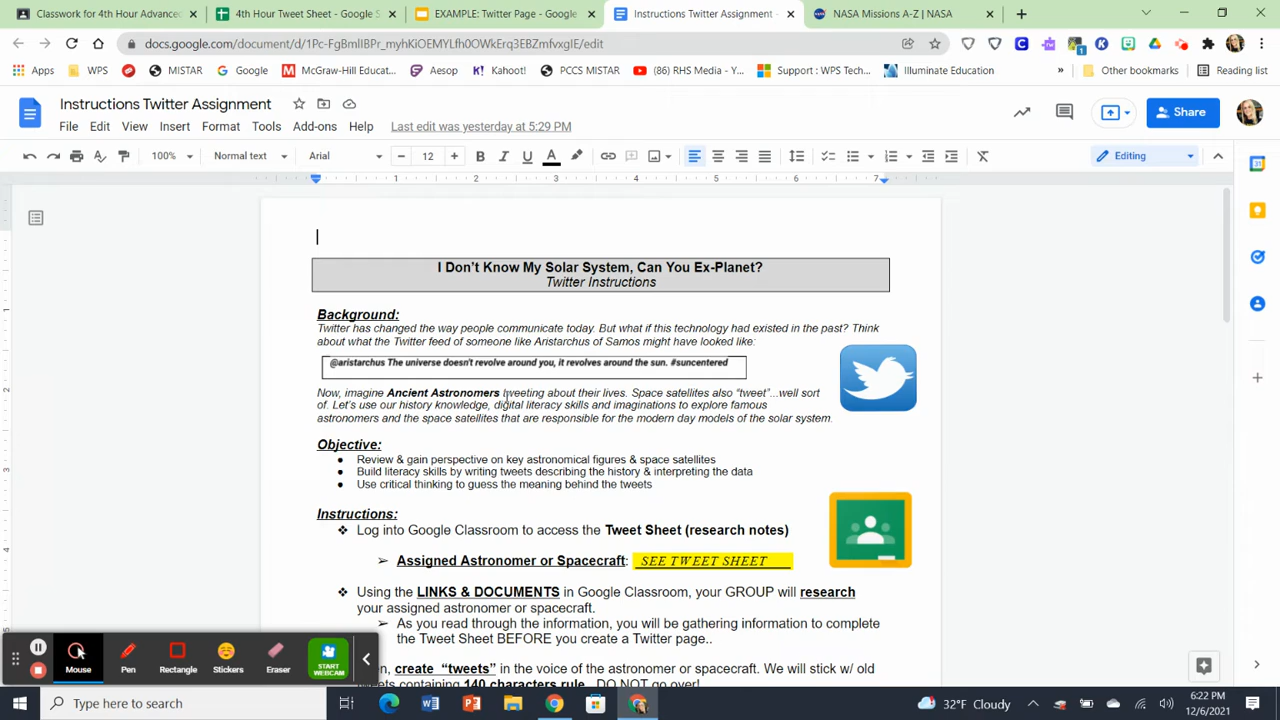 Classwork for 4th Hour Advanced
4th Hour Tweet Sheet - Google S
EXAMPLE: Twitter Page - Google
Instructions Twitter Assignment -
NASA Missions A-Z | NASA
docs.google.com/document/d/1Dc-FgBmIIBPr_myhKiOEMYLfh0OWkErq3EBZmfvxgIE/edit
Apps
WPS
MISTAR
Google
McGraw-Hill Educat...
Aesop
Kahoot!
PCCS MISTAR
(86) RHS Media - Y...
Support : WPS Tech...
Illuminate Education
»
Other bookmarks
Reading list
Instructions Twitter Assignment
File Edit View Insert Format Tools Add-ons Help Last edit was yesterday at 5:29 PM
Share
100% Normal text Arial 12 Editing
1 2 3 4 5 6 7
I Don't Know My Solar System, Can You Ex-Planet?
Twitter Instructions
Background:
Twitter has changed the way people communicate today. But what if this technology had existed in the past? Think
about what the Twitter feed of someone like Aristarchus of Samos might have looked like:
@aristarchus The universe doesn't revolve around you, it revolves around the sun. #suncentered
Now, imagine Ancient Astronomers tweeting about their lives. Space satellites also “tweet”...well sort
of. Let's use our history knowledge, digital literacy skills and imaginations to explore famous
astronomers and the space satellites that are responsible for the modern day models of the solar system.
Objective:
● Review & gain perspective on key astronomical figures & space satellites
● Build literacy skills by writing tweets describing the history & interpreting the data
● Use critical thinking to guess the meaning behind the tweets
Instructions:
❖ Log into Google Classroom to access the Tweet Sheet (research notes)
➢ Assigned Astronomer or Spacecraft: SEE TWEET SHEET
❖ Using the LINKS & DOCUMENTS in Google Classroom, your GROUP will research
your assigned astronomer or spacecraft.
➢ As you read through the information, you will be gathering information to complete
the Tweet Sheet BEFORE you create a Twitter page..
en, create “tweets” in the voice of the astronomer or spacecraft. We will stick w/ old
eets containing 140 characters rule. DO NOT go over!
Mouse
Pen
Rectangle
Stickers
Eraser
START
WEBCAM
Type here to search
32°F Cloudy
6:22 PM
12/6/2021